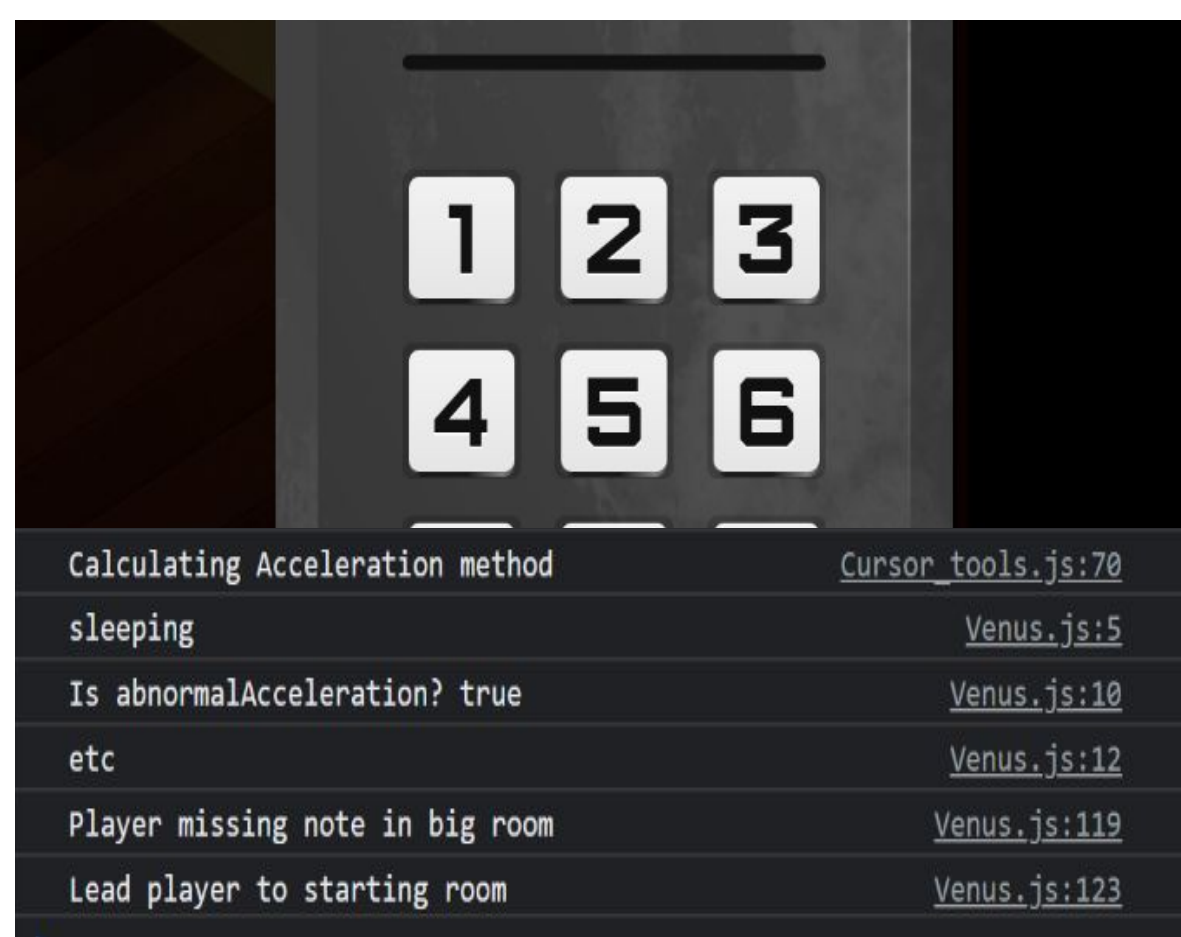 1 2 3
4 5 6
Calculating Acceleration method Cursor_tools.js:70
sleeping Venus.js:5
Is abnormalAcceleration? true Venus.js:10
etc Venus.js:12
Player missing note in big room Venus.js:119
Lead player to starting room Venus.js:123